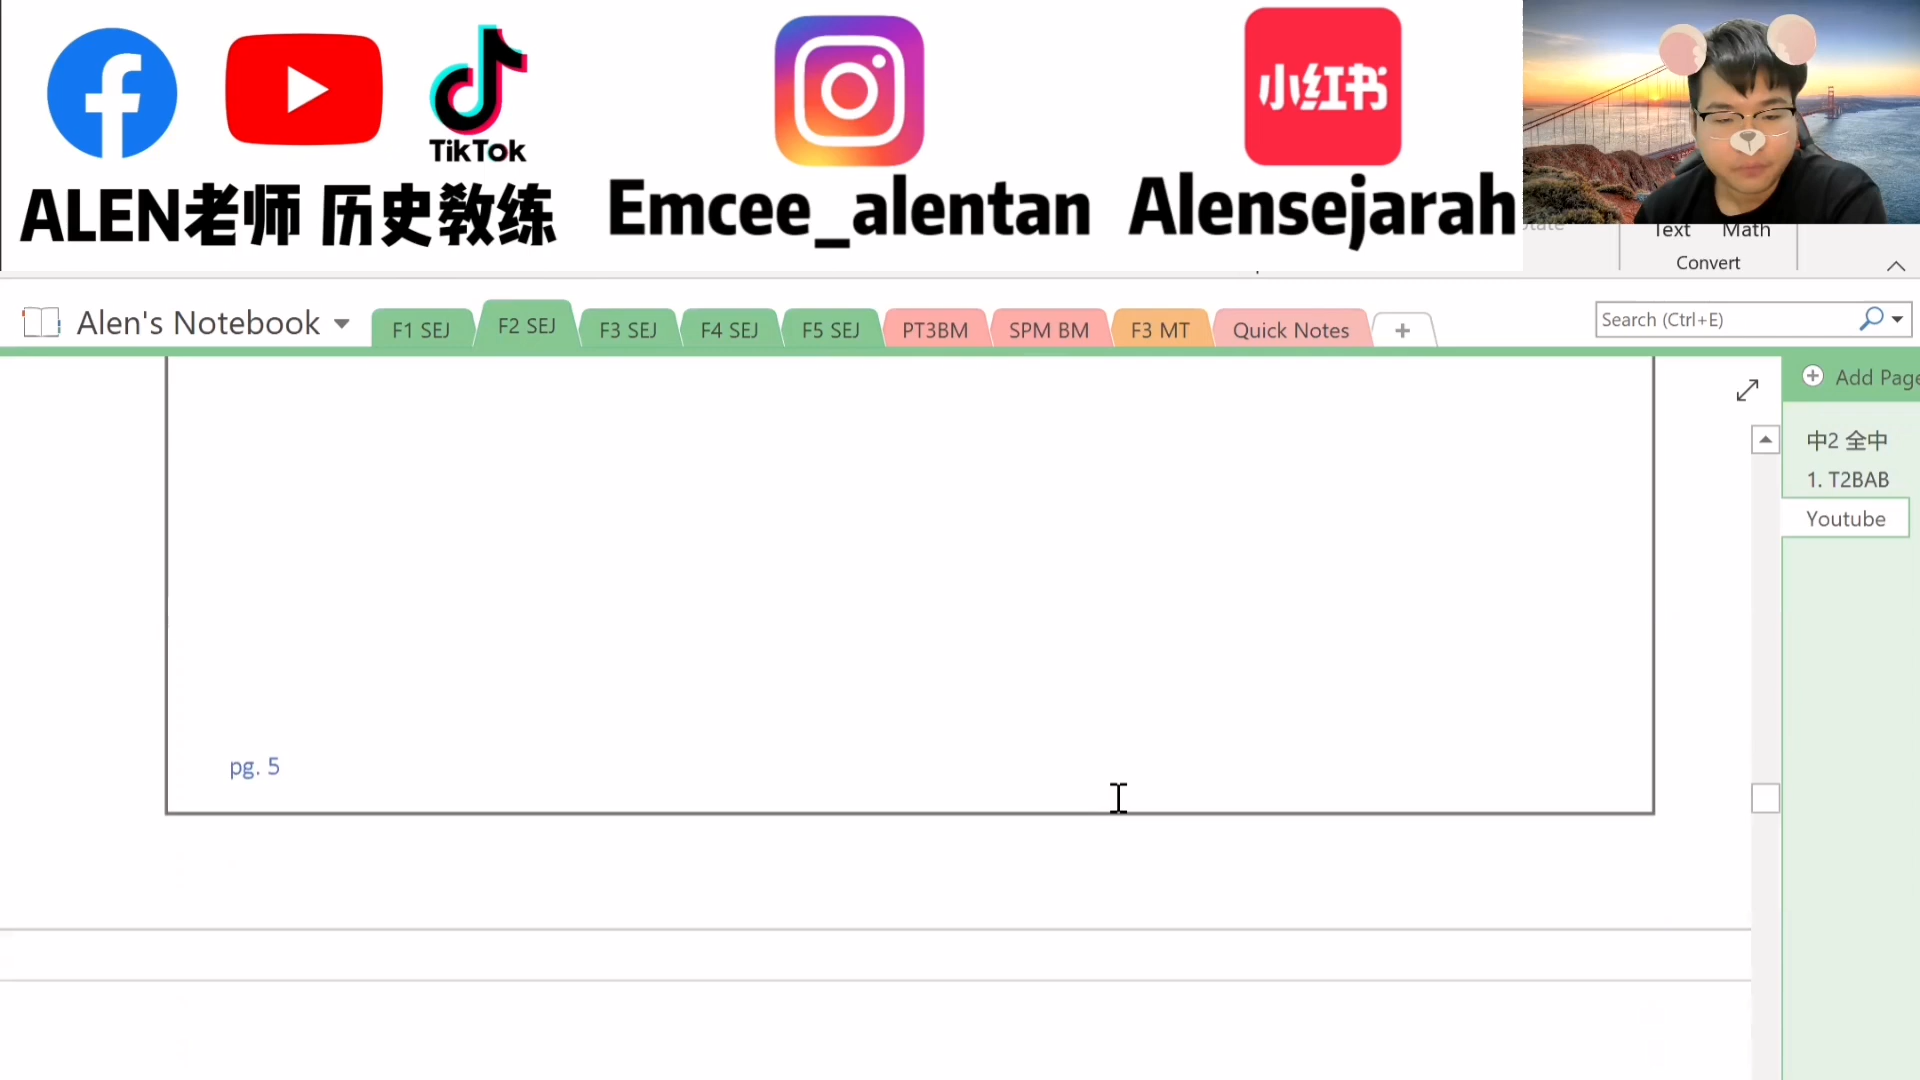 TikTok
小红书
ALEN老师 历史教练
Emcee_alentan
Alensejarah
Text
Math
Convert
Alen's Notebook
F1 SEJ
F2 SEJ
F3 SEJ
F4 SEJ
F5 SEJ
PT3BM
SPM BM
F3 MT
Quick Notes
Search (Ctrl+E)
Add Page
中2 全中
1. T2BAB
Youtube
pg. 5